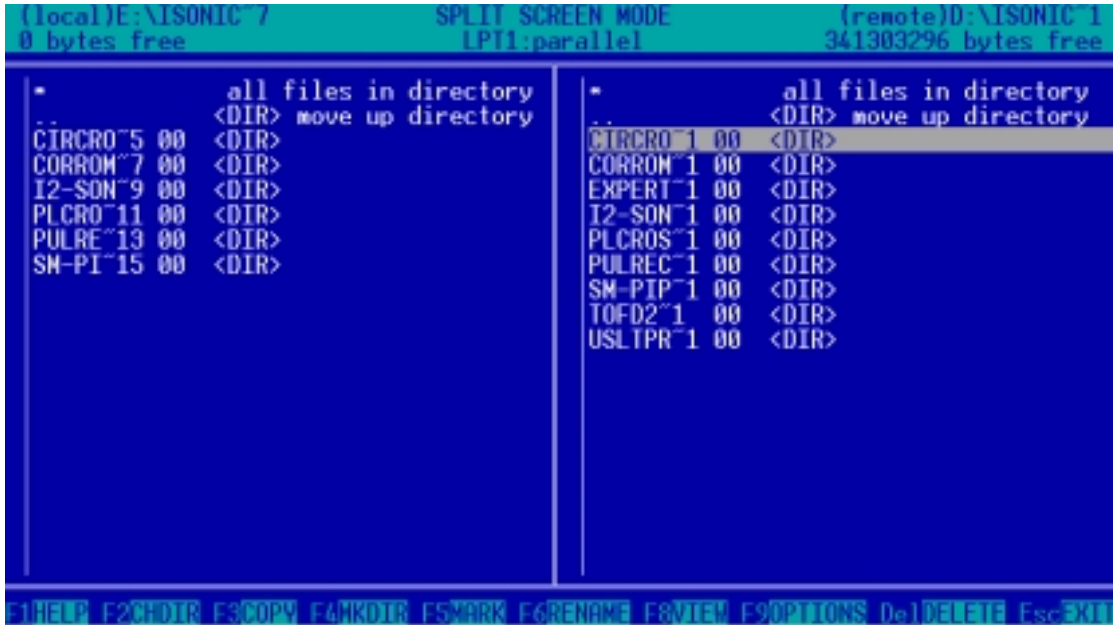 (local)E:\ISONIC~7 SPLIT SCREEN MODE (remote)D:\ISONIC~1
0 bytes free LPT1:parallel 341303296 bytes free
* all files in directory
.. <DIR> move up directory
CIRCRO~5 00 <DIR>
CORROM~7 00 <DIR>
I2-SON~9 00 <DIR>
PLCRO~11 00 <DIR>
PULRE~13 00 <DIR>
SM-PI~15 00 <DIR>
* all files in directory
.. <DIR> move up directory
CIRCRO~1 00 <DIR>
CORROM~1 00 <DIR>
EXPERT~1 00 <DIR>
I2-SON~1 00 <DIR>
PLCROS~1 00 <DIR>
PULREC~1 00 <DIR>
SM-PIP~1 00 <DIR>
TOFD2~1 00 <DIR>
USLTPR~1 00 <DIR>
F1HELP F2CHDIR F3COPY F4MKDIR F5MARK F6RENAME F8VIEW F9OPTIONS DelDELETE EscEXIT